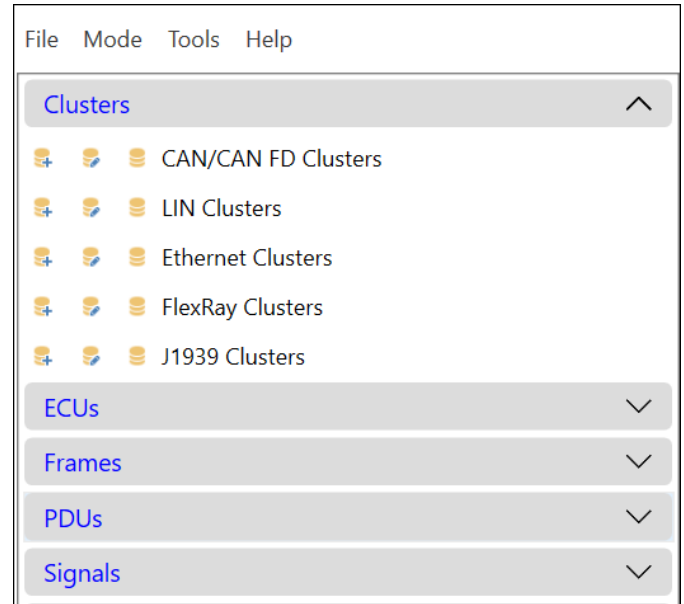 File Mode Tools Help
Clusters
CAN/CAN FD Clusters
LIN Clusters
Ethernet Clusters
FlexRay Clusters
J1939 Clusters
ECUs
Frames
PDUs
Signals